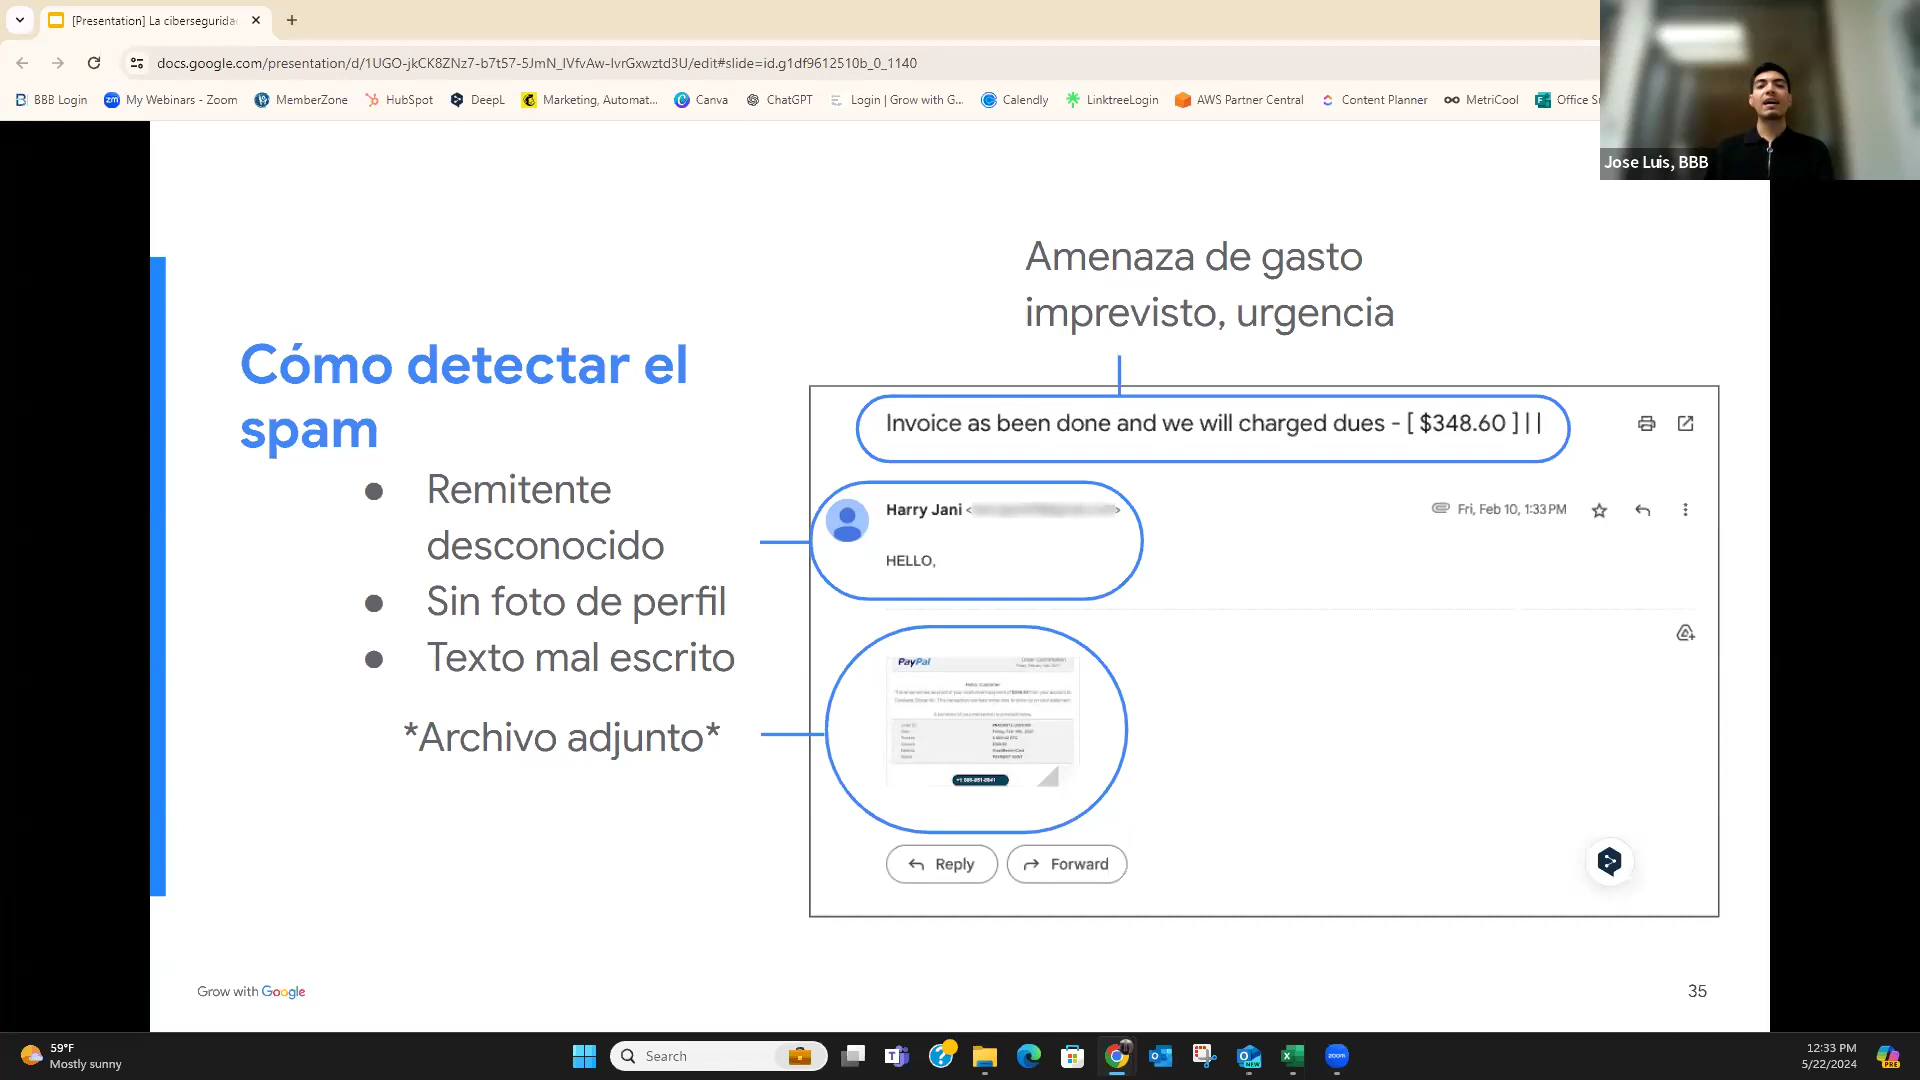 [Presentation] La cibersegurida
docs.google.com/presentation/d/1UGO-jkCK8ZNz7-b7t57-5JmN_IVfvAw-IvrGxwztd3U/edit#slide=id.g1df9612510b_0_1140
BBB Login My Webinars - Zoom MemberZone HubSpot DeepL Marketing, Automat... Canva ChatGPT Login | Grow with G... Calendly LinktreeLogin AWS Partner Central Content Planner MetriCool Office Su
Jose Luis, BBB
Amenaza de gasto
imprevisto, urgencia
Cómo detectar el
spam
● Remitente
desconocido
● Sin foto de perfil
● Texto mal escrito
*Archivo adjunto*
Invoice as been done and we will charged dues - [ $348.60 ] | |
Harry Jani
Fri, Feb 10, 1:33 PM
HELLO,
PayPal
Reply
Forward
Grow with Google
35
59°F
Mostly sunny
Search
12:33 PM
5/22/2024